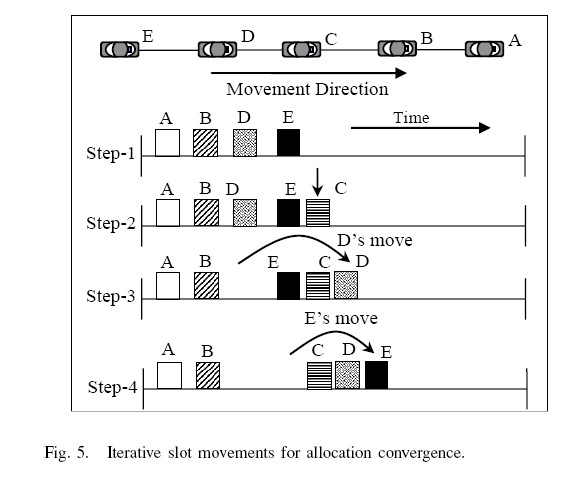 E D C B A
Movement Direction
A B D E Time
Step-1
A B D E C
Step-2
D's move
A B E C D
Step-3
E's move
A B C D E
Step-4
Fig. 5. Iterative slot movements for allocation convergence.